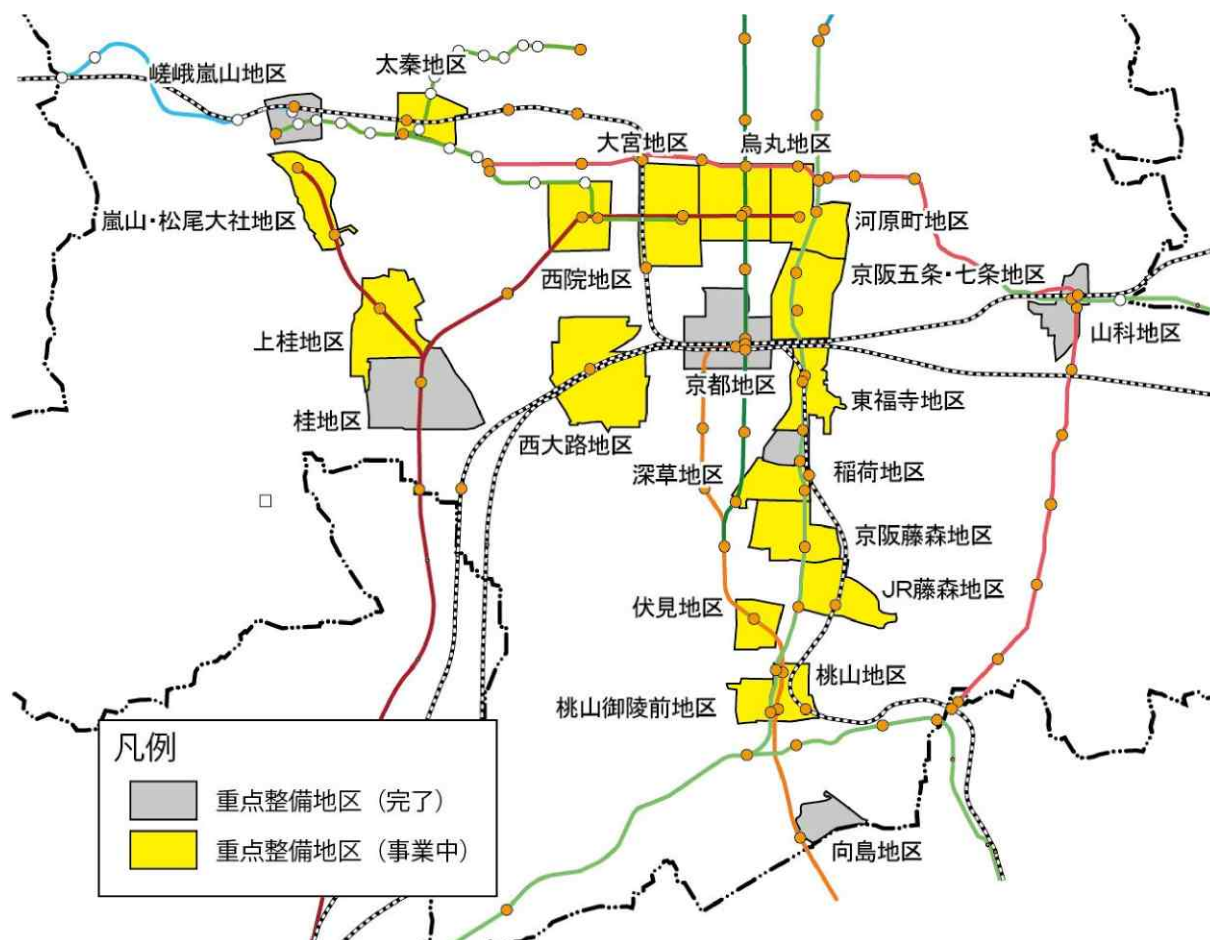 嵯峨嵐山地区
太秦地区
大宮地区
烏丸地区
嵐山・松尾大社地区
河原町地区
西院地区
京阪五条・七条地区
上桂地区
山科地区
京都地区
桂地区
東福寺地区
西大路地区
深草地区
稲荷地区
京阪藤森地区
JR藤森地区
伏見地区
桃山地区
桃山御陵前地区
凡例
重点整備地区（完了）
重点整備地区（事業中）
向島地区